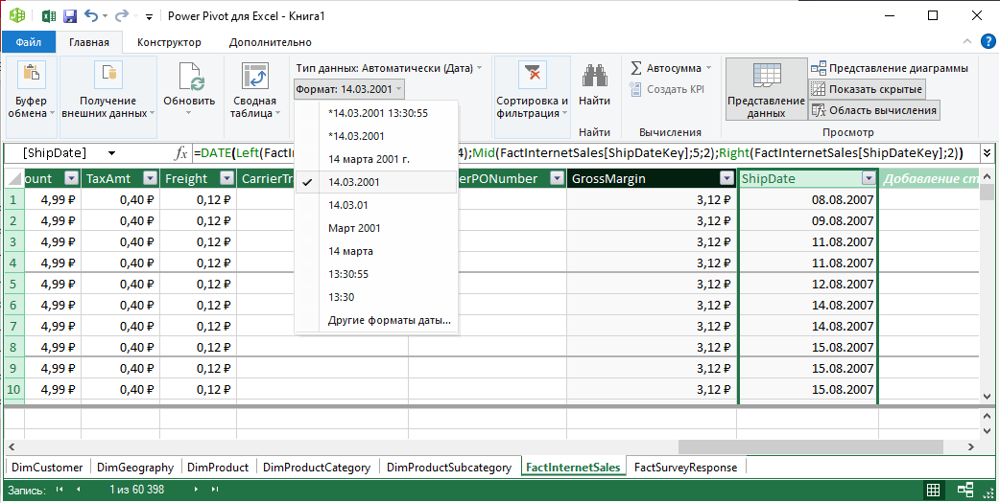 Power Pivot для Excel - Книга1
Файл Главная Конструктор Дополнительно
Буфер обмена
Получение внешних данных
Обновить
Сводная таблица
Тип данных: Автоматически (Дата)
Формат: 14.03.2001
Сортировка и фильтрация
Найти
Найти
Автосумма
Создать KPI
Вычисления
Представление данных
Представление диаграммы
Показать скрытые
Область вычисления
Просмотр
*14.03.2001 13:30:55
*14.03.2001
14 марта 2001 г.
14.03.2001
14.03.01
Март 2001
14 марта
13:30:55
13:30
Другие форматы даты...
[ShipDate] fx =DATE(Left(FactIn 4);Mid(FactInternetSales[ShipDateKey];5;2);Right(FactInternetSales[ShipDateKey];2))
ount TaxAmt Freight CarrierTra erPONumber GrossMargin ShipDate Добавление ст
1 4,99 ₽ 0,40 ₽ 0,12 ₽ 3,12 ₽ 08.08.2007
2 4,99 ₽ 0,40 ₽ 0,12 ₽ 3,12 ₽ 09.08.2007
3 4,99 ₽ 0,40 ₽ 0,12 ₽ 3,12 ₽ 11.08.2007
4 4,99 ₽ 0,40 ₽ 0,12 ₽ 3,12 ₽ 11.08.2007
5 4,99 ₽ 0,40 ₽ 0,12 ₽ 3,12 ₽ 12.08.2007
6 4,99 ₽ 0,40 ₽ 0,12 ₽ 3,12 ₽ 14.08.2007
7 4,99 ₽ 0,40 ₽ 0,12 ₽ 3,12 ₽ 14.08.2007
8 4,99 ₽ 0,40 ₽ 0,12 ₽ 3,12 ₽ 15.08.2007
9 4,99 ₽ 0,40 ₽ 0,12 ₽ 3,12 ₽ 15.08.2007
10 4,99 ₽ 0,40 ₽ 0,12 ₽ 3,12 ₽ 15.08.2007
DimCustomer DimGeography DimProduct DimProductCategory DimProductSubcategory FactInternetSales FactSurveyResponse
Запись: 1 из 60 398